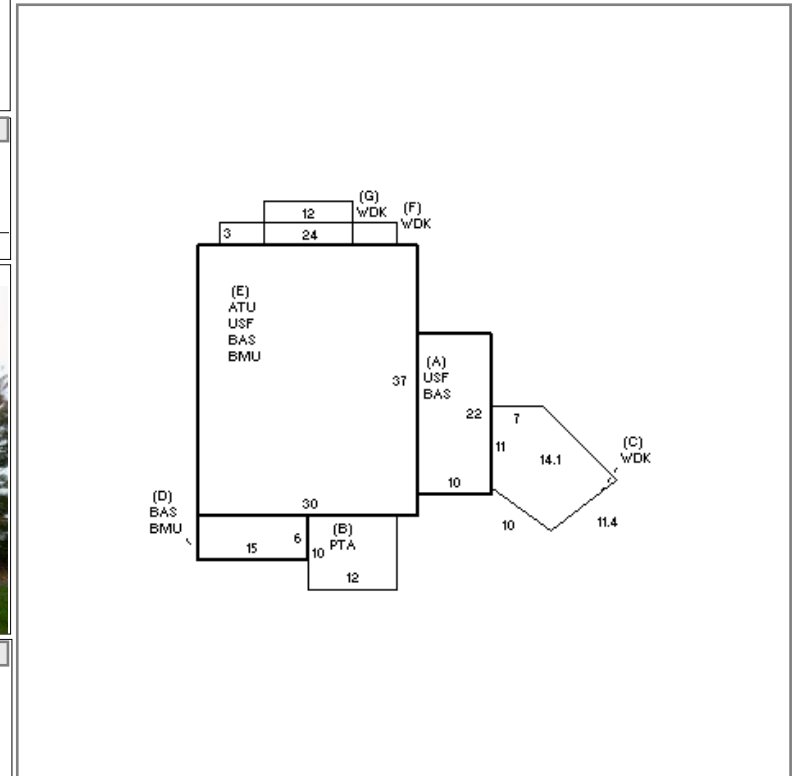 (G)
WDK
12
(F)
WDK
3
24
(E)
ATU
USF
BAS
BMU
37
(A)
USF
BAS
22
10
7
11
14.1
(C)
WDK
10
11.4
30
(D)
BAS
BMU
15
6
(B)
PTA
10
12